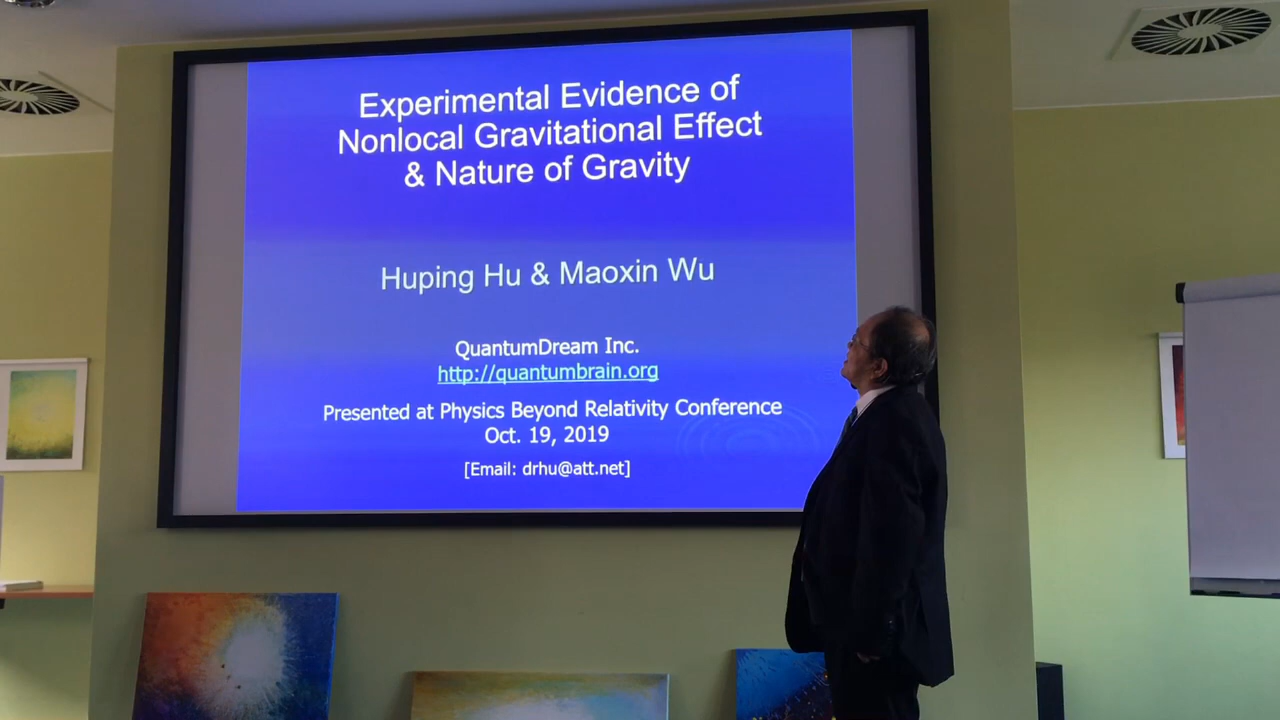 Experimental Evidence of
Nonlocal Gravitational Effect
& Nature of Gravity
Huping Hu & Maoxin Wu
QuantumDream Inc.
http://quantumbrain.org
Presented at Physics Beyond Relativity Conference
Oct. 19, 2019
[Email: drhu@att.net]